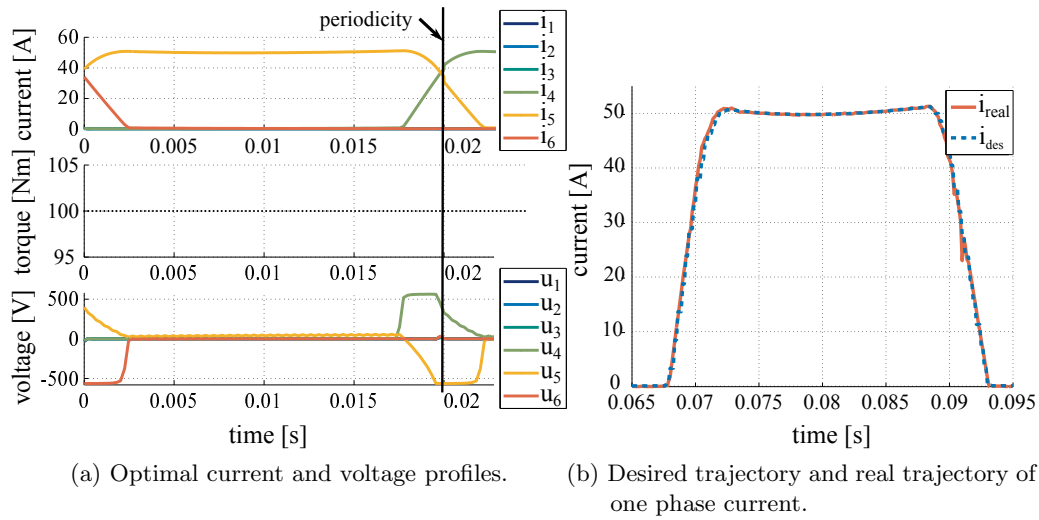 periodicity
current [A]
60
40
20
0
0
0.005
0.01
0.015
0.02
i1
i2
i3
i4
i5
i6
torque [Nm]
105
100
95
0
0.005
0.01
0.015
0.02
voltage [V]
500
0
-500
0
0.005
0.01
0.015
0.02
u1
u2
u3
u4
u5
u6
time [s]
(a) Optimal current and voltage profiles.
current [A]
50
40
30
20
10
0
0.065
0.07
0.075
0.08
0.085
0.09
0.095
ireal
ides
time [s]
(b) Desired trajectory and real trajectory of
one phase current.